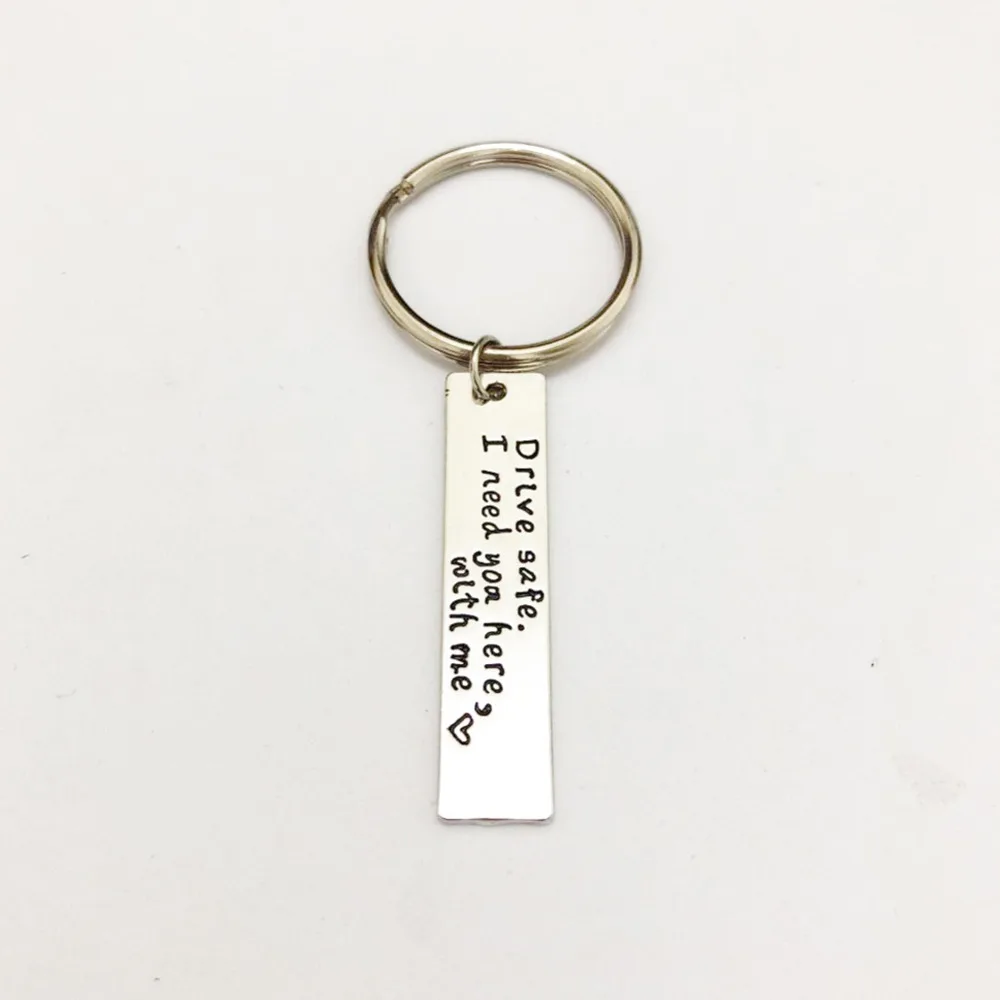 Drive safe.
I need you here,
with me ♡